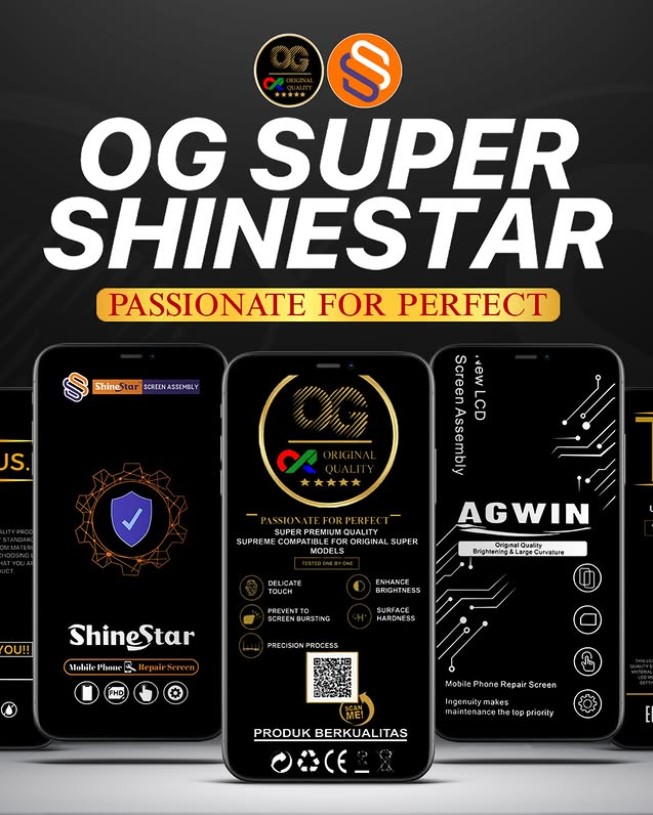 OG
ORIGINAL
QUALITY
OG SUPER
SHINESTAR
PASSIONATE FOR PERFECT
US.
YOU!!
ShineStar SCREEN ASSEMBLY
ShineStar
Mobile Phone Repair Screen
FHD
OG
ORIGINAL
QUALITY
PASSIONATE FOR PERFECT
SUPER PREMIUM QUALITY
SUPREME COMPATIBLE FOR ORIGINAL SUPER
MODELS
TESTED ONE BY ONE
DELICATE
TOUCH
ENHANCE
BRIGHTNESS
PREVENT TO
SCREEN BURSTING
SURFACE
HARDNESS
"H"
PRECISION PROCESS
SCAN
ME!
PRODUK BERKUALITAS
CE
New LCD
Screen Assembly
AGWIN
Original Quality
Brightening & Large Curvature
Mobile Phone Repair Screen
Ingenuity makes
maintenance the top priority